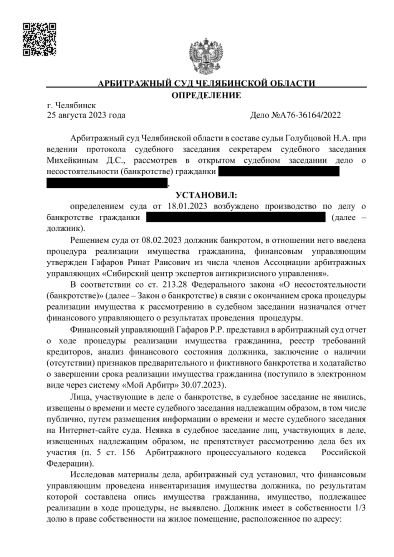 АРБИТРАЖНЫЙ СУД ЧЕЛЯБИНСКОЙ ОБЛАСТИ
ОПРЕДЕЛЕНИЕ
г. Челябинск
25 августа 2023 года Дело №А76-36164/2022
Арбитражный суд Челябинской области в составе судьи Голубцовой Н.А. при
ведении протокола судебного заседания секретарем судебного заседания
Михейкиным Д.С., рассмотрев в открытом судебном заседании дело о
несостоятельности (банкротстве) гражданки
УСТАНОВИЛ:
определением суда от 18.01.2023 возбуждено производство по делу о
банкротстве гражданки (далее –
должник).
Решением суда от 08.02.2023 должник банкротом, в отношении него введена
процедура реализации имущества гражданина, финансовым управляющим
утвержден Гафаров Ринат Раисович из числа членов Ассоциации арбитражных
управляющих «Сибирский центр экспертов антикризисного управления».
В соответствии со ст. 213.28 Федерального закона «О несостоятельности
(банкротстве)» (далее – Закон о банкротстве) в связи с окончанием срока процедуры
реализации имущества к рассмотрению в судебном заседании назначался отчет
финансового управляющего о результатах проведения процедуры.
Финансовый управляющий Гафаров Р.Р. представил в арбитражный суд отчет
о ходе процедуры реализации имущества гражданина, реестр требований
кредиторов, анализ финансового состояния должника, заключение о наличии
(отсутствии) признаков предварительного и фиктивного банкротства и ходатайство
о завершении срока реализации имущества гражданина (поступило в электронном
виде через систему «Мой Арбитр» 30.07.2023).
Лица, участвующие в деле о банкротстве, в судебное заседание не явились,
извещены о времени и месте судебного заседания надлежащим образом, в том числе
публично, путем размещения информации о времени и месте судебного заседания
на Интернет-сайте суда. Неявка в судебное заседание лиц, участвующих в деле,
извещенных надлежащим образом, не препятствует рассмотрению дела без их
участия (п. 5 ст. 156 Арбитражного процессуального кодекса Российской
Федерации).
Исследовав материалы дела, арбитражный суд установил, что финансовым
управляющим проведена инвентаризация имущества должника, по результатам
которой составлена опись имущества гражданина, имущество, подлежащее
реализации в ходе процедуры, не выявлено. Должник имеет в собственности 1/3
долю в праве собственности на жилое помещение, расположенное по адресу: